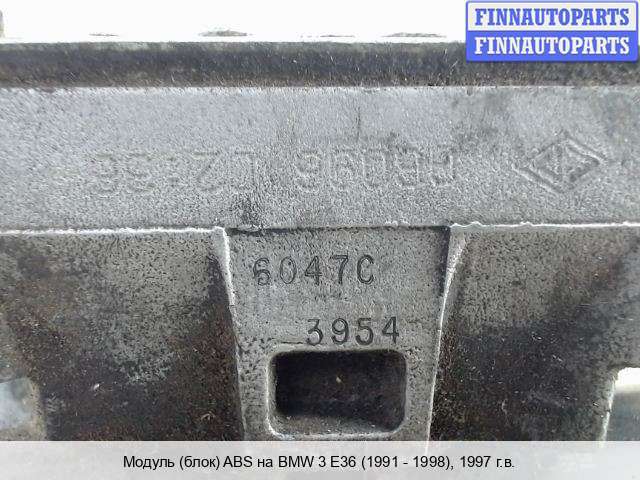 FINNAUTOPARTS
FINNAUTOPARTS
6047C
3954
Модуль (блок) ABS на BMW 3 E36 (1991 - 1998), 1997 г.в.